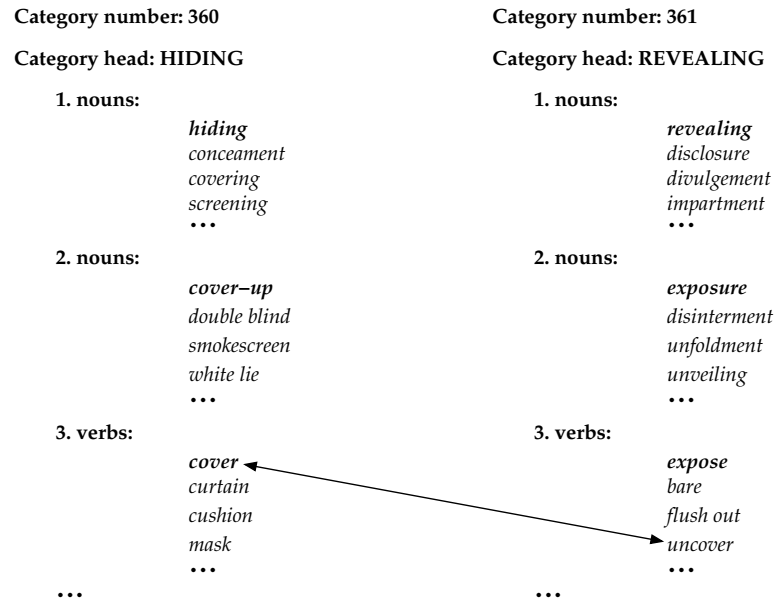 Category number: 360
Category head: HIDING
1. nouns:
hiding
conceament
covering
screening
...
2. nouns:
cover–up
double blind
smokescreen
white lie
...
3. verbs:
cover
curtain
cushion
mask
...
...
Category number: 361
Category head: REVEALING
1. nouns:
revealing
disclosure
divulgement
impartment
...
2. nouns:
exposure
disinterment
unfoldment
unveiling
...
3. verbs:
expose
bare
flush out
uncover
...
...